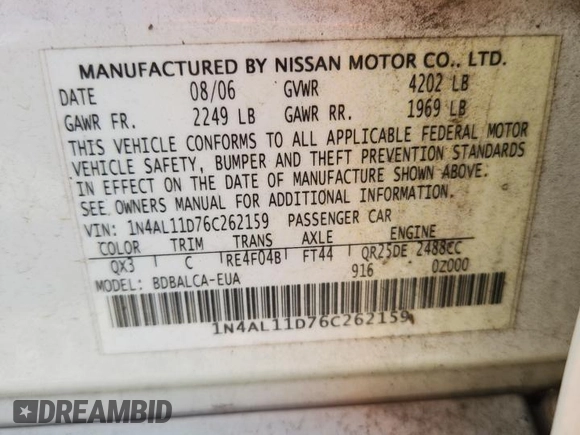 MANUFACTURED BY NISSAN MOTOR CO., LTD.
DATE 08/06 GVWR 4202 LB
GAWR FR. 2249 LB GAWR RR. 1969 LB
THIS VEHICLE CONFORMS TO ALL APPLICABLE FEDERAL MOTOR
VEHICLE SAFETY, BUMPER AND THEFT PREVENTION STANDARDS
IN EFFECT ON THE DATE OF MANUFACTURE SHOWN ABOVE.
SEE OWNERS MANUAL FOR ADDITIONAL INFORMATION.
VIN: 1N4AL11D76C262159 PASSENGER CAR
COLOR TRIM TRANS AXLE ENGINE
QX3 C RE4F04B FT44 QR25DE 2488CC
MODEL: BDBALCA-EUA 916 0Z000
1N4AL11D76C262159
DREAMBID